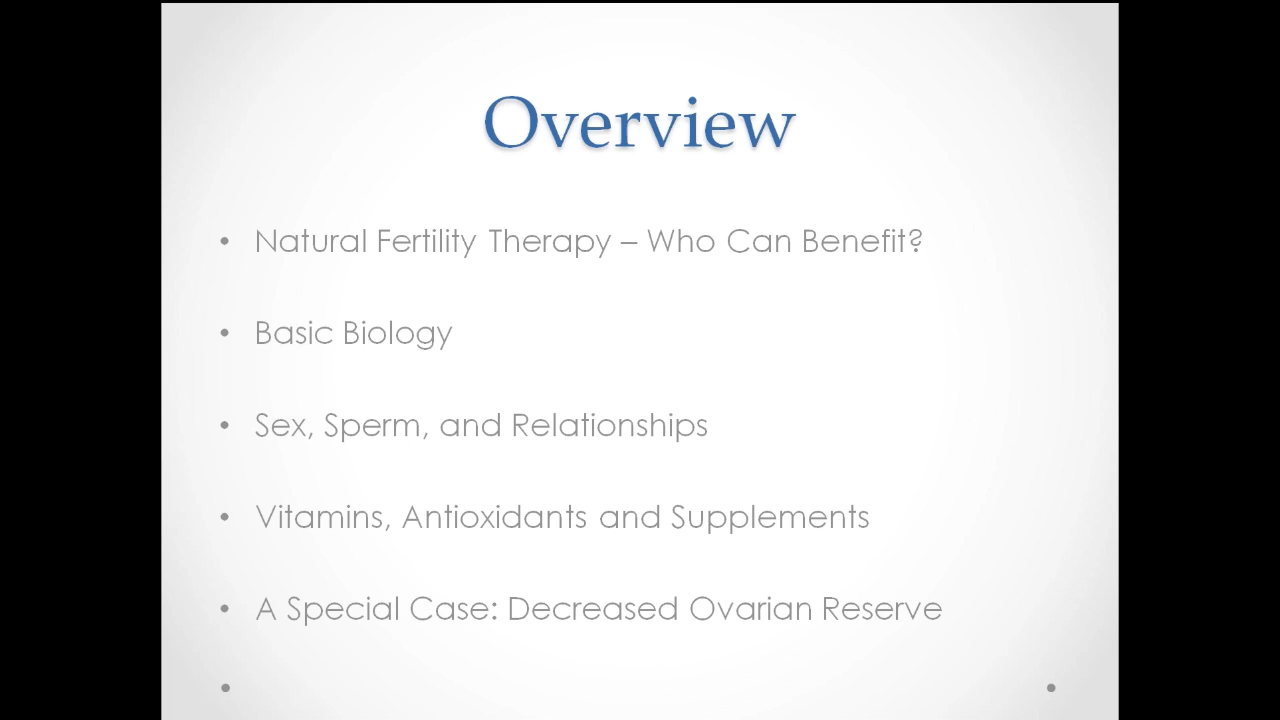 Overview
• Natural Fertility Therapy – Who Can Benefit?
• Basic Biology
• Sex, Sperm, and Relationships
• Vitamins, Antioxidants and Supplements
• A Special Case: Decreased Ovarian Reserve